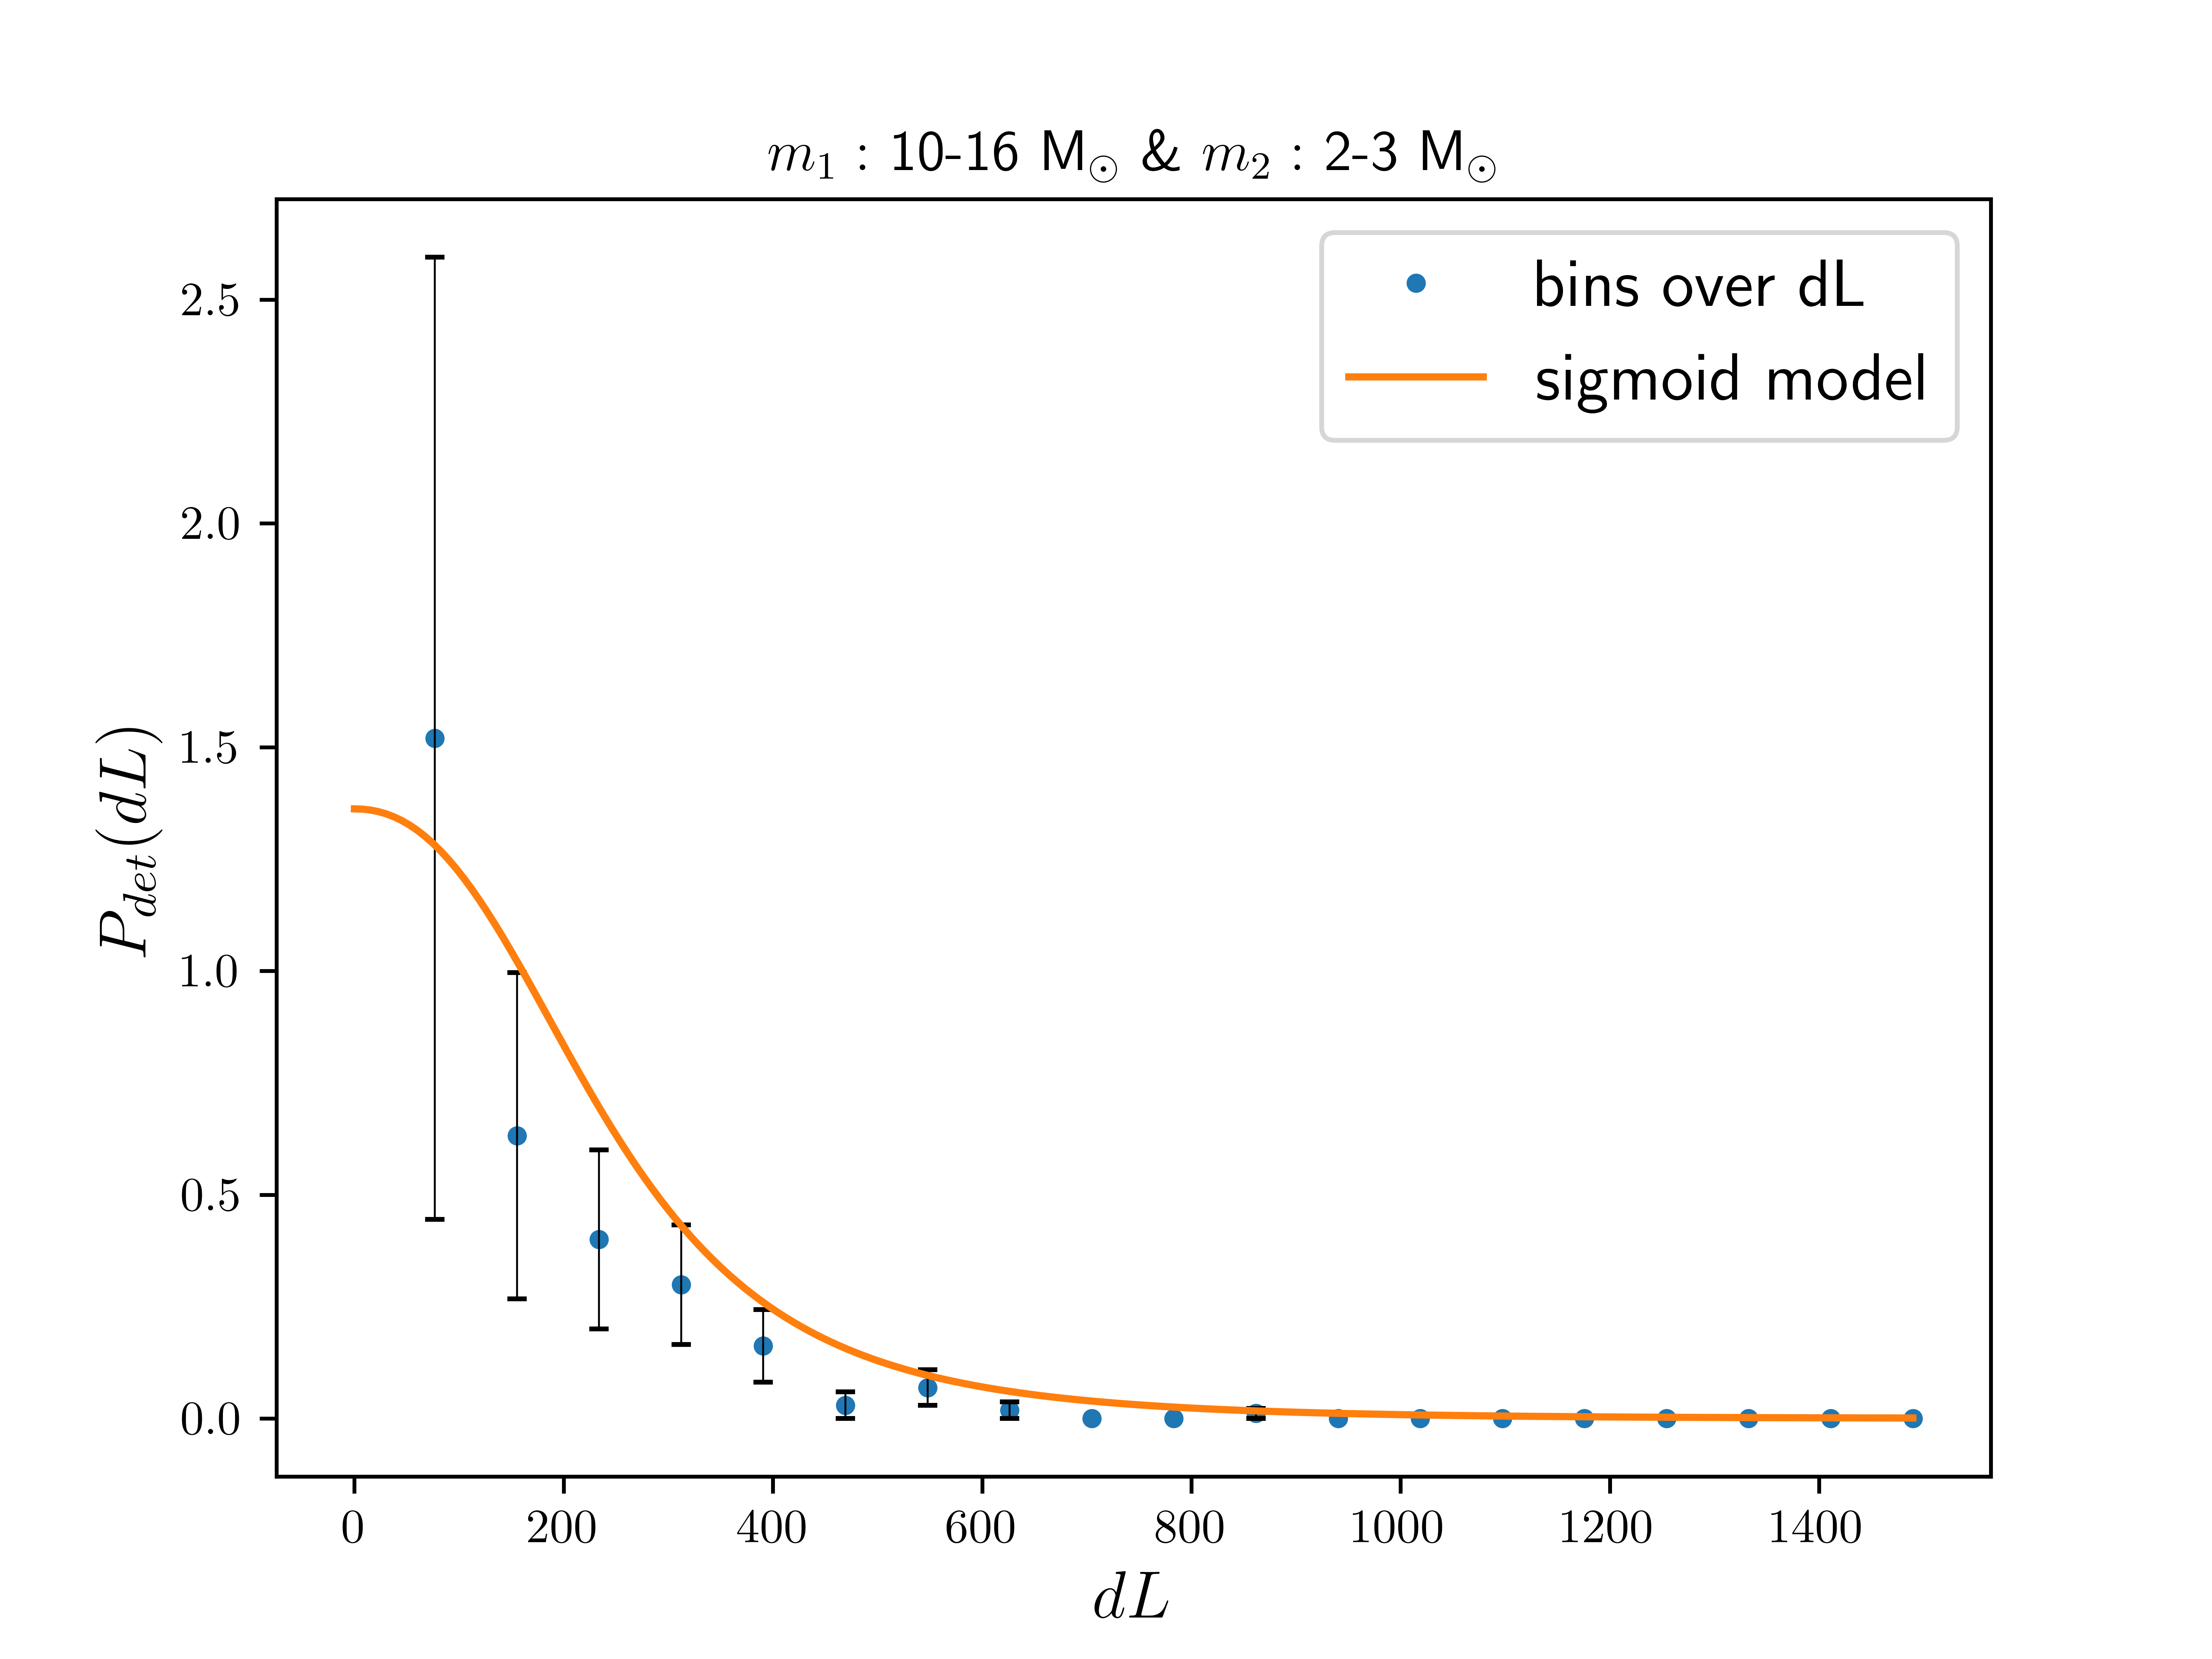 m₁ : 10-16 M☉ & m₂ : 2-3 M☉
bins over dL
sigmoid model
2.5
2.0
1.5
1.0
0.5
0.0
P_det(dL)
0 200 400 600 800 1000 1200 1400
dL